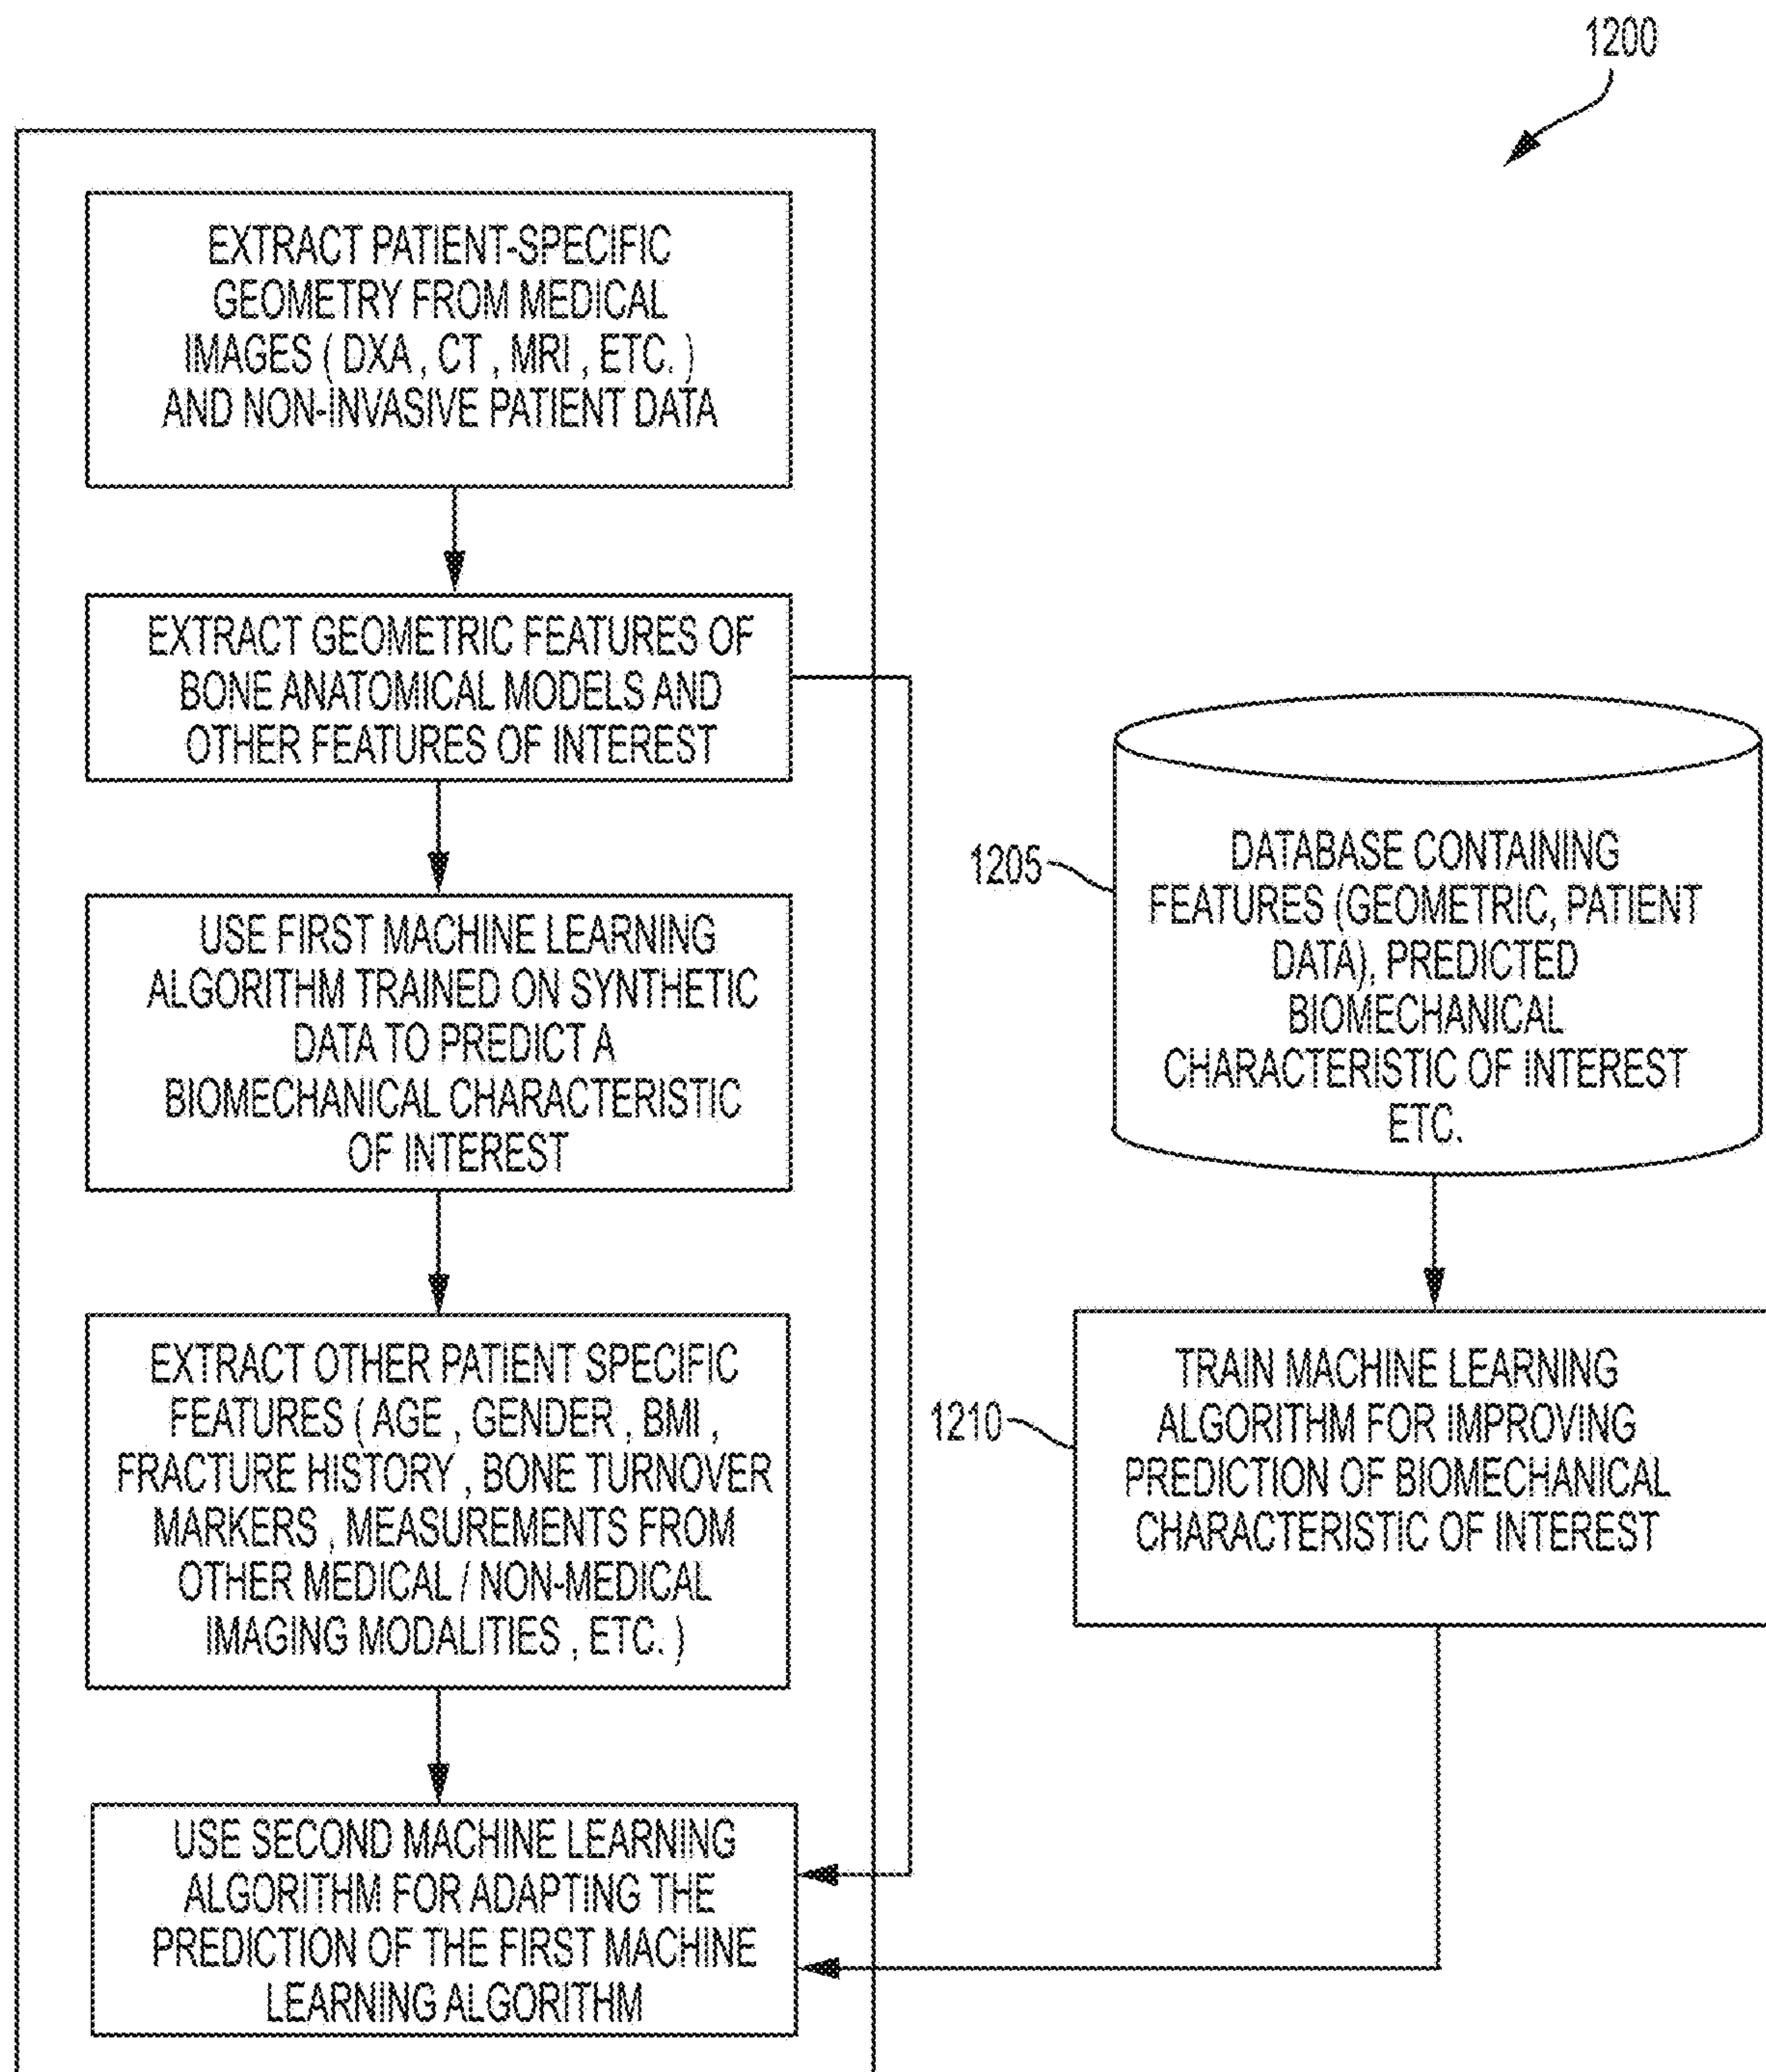 1200
EXTRACT PATIENT-SPECIFIC
GEOMETRY FROM MEDICAL
IMAGES ( DXA , CT , MRI , ETC. )
AND NON-INVASIVE PATIENT DATA
EXTRACT GEOMETRIC FEATURES OF
BONE ANATOMICAL MODELS AND
OTHER FEATURES OF INTEREST
USE FIRST MACHINE LEARNING
ALGORITHM TRAINED ON SYNTHETIC
DATA TO PREDICT A
BIOMECHANICAL CHARACTERISTIC
OF INTEREST
EXTRACT OTHER PATIENT SPECIFIC
FEATURES ( AGE , GENDER , BMI ,
FRACTURE HISTORY , BONE TURNOVER
MARKERS , MEASUREMENTS FROM
OTHER MEDICAL / NON-MEDICAL
IMAGING MODALITIES , ETC. )
USE SECOND MACHINE LEARNING
ALGORITHM FOR ADAPTING THE
PREDICTION OF THE FIRST MACHINE
LEARNING ALGORITHM
1205
DATABASE CONTAINING
FEATURES (GEOMETRIC, PATIENT
DATA), PREDICTED
BIOMECHANICAL
CHARACTERISTIC OF INTEREST
ETC.
1210
TRAIN MACHINE LEARNING
ALGORITHM FOR IMPROVING
PREDICTION OF BIOMECHANICAL
CHARACTERISTIC OF INTEREST